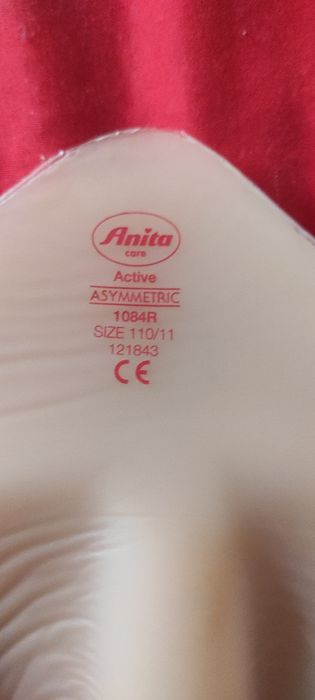 Anita
care
Active
ASYMMETRIC
1084R
SIZE 110/11
121843
CE